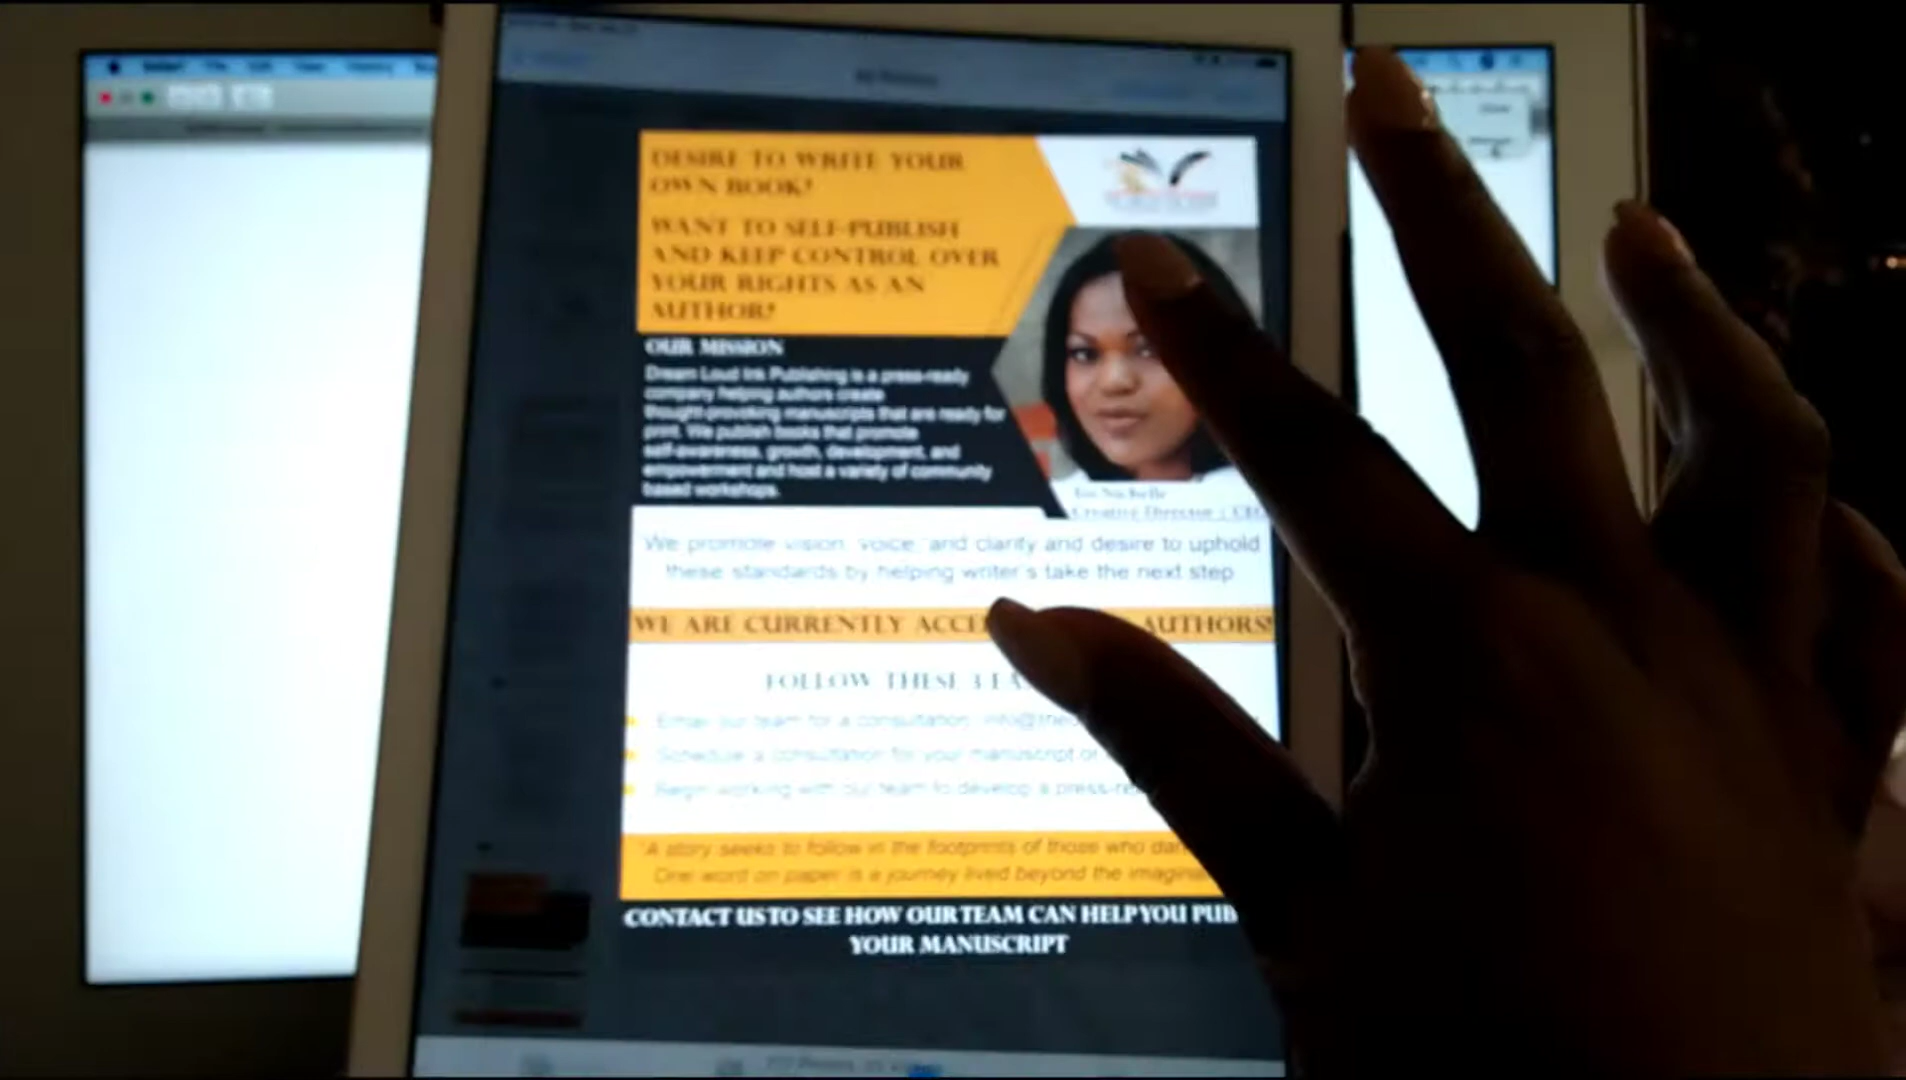 DESIRE TO WRITE YOUR
OWN BOOK?
WANT TO SELF-PUBLISH
AND KEEP CONTROL OVER
YOUR RIGHTS AS AN
AUTHOR?
OUR MISSION
Dream Loud Ink Publishing is a press-ready
company helping authors create
thought-provoking manuscripts that are ready for
print. We publish books that promote
self-awareness, growth, development, and
empowerment and host a variety of community
based workshops.
Nichelle
Creative Director
We promote vision, voice, and clarity and desire to uphold
these standards by helping writer's take the next step
WE ARE CURRENTLY AUTHORS!
FOLLOW THESE 3
Email our team for a consultation:
Schedule a consultation for your manuscript or
Begin working with our team to develop a
"A story seeks to follow in the footprints of those who
One word on paper is a journey lived beyond the
CONTACT US TO SEE HOW OUR TEAM CAN HELP YOU PUB
YOUR MANUSCRIPT